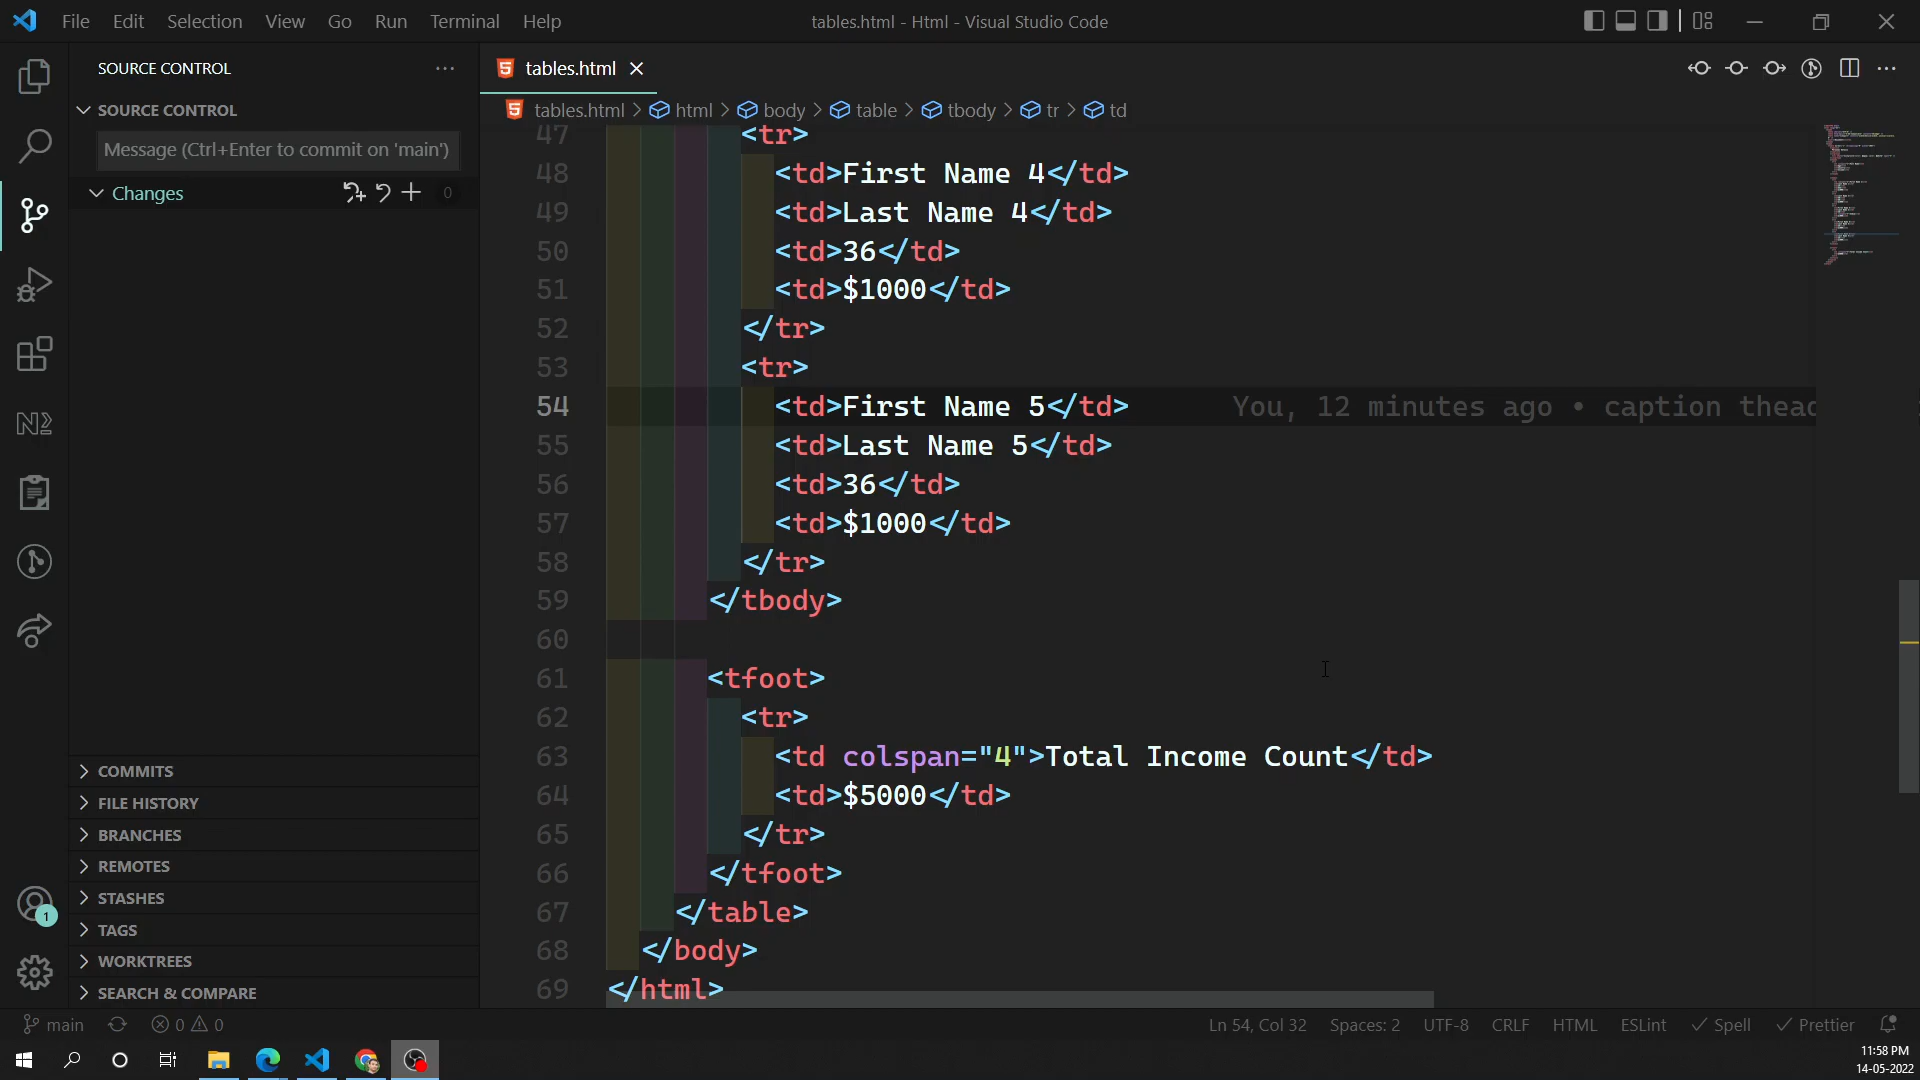 File Edit Selection View Go Run Terminal Help
tables.html - Html - Visual Studio Code
SOURCE CONTROL
SOURCE CONTROL
Message (Ctrl+Enter to commit on 'main')
Changes 0
COMMITS
FILE HISTORY
BRANCHES
REMOTES
STASHES
TAGS
WORKTREES
SEARCH & COMPARE
1
tables.html
tables.html > html > body > table > tbody > tr > td
47 <tr>
48 <td>First Name 4</td>
49 <td>Last Name 4</td>
50 <td>36</td>
51 <td>$1000</td>
52 </tr>
53 <tr>
54 <td>First Name 5</td> You, 12 minutes ago • caption thead
55 <td>Last Name 5</td>
56 <td>36</td>
57 <td>$1000</td>
58 </tr>
59 </tbody>
60
61 <tfoot>
62 <tr>
63 <td colspan="4">Total Income Count</td>
64 <td>$5000</td>
65 </tr>
66 </tfoot>
67 </table>
68 </body>
69 </html>
main 0 0 Ln 54, Col 32 Spaces: 2 UTF-8 CRLF HTML ESLint Spell Prettier
11:58 PM
14-05-2022